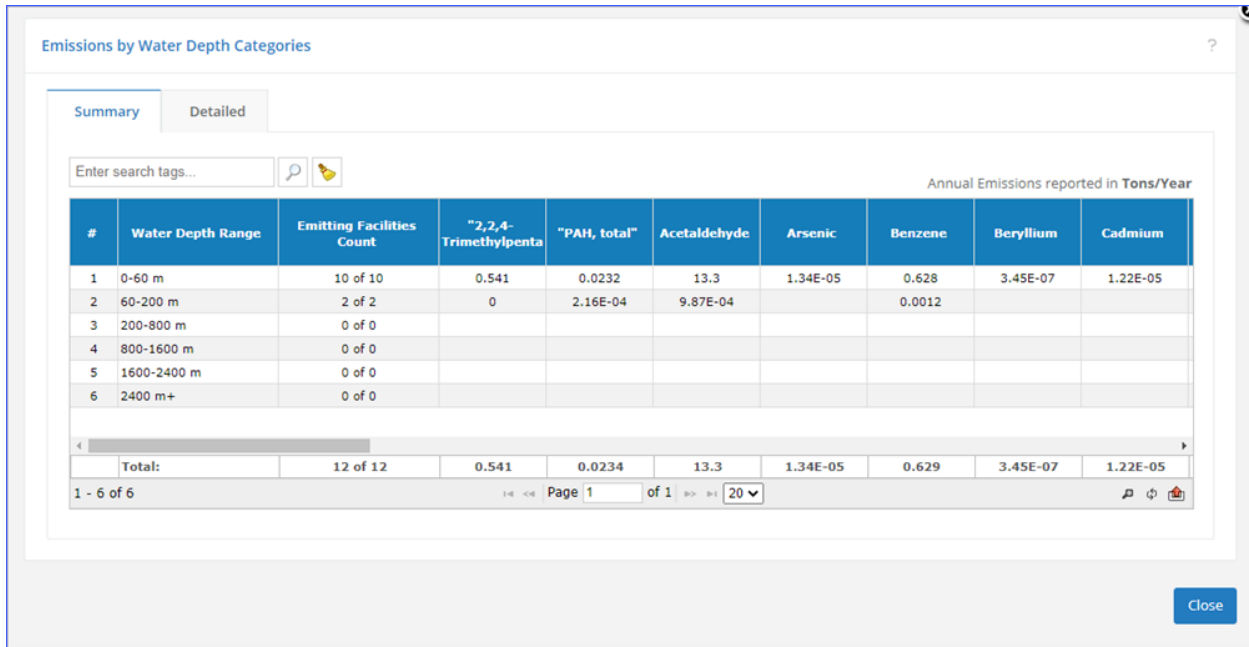 Emissions by Water Depth Categories ?
Summary Detailed
Enter search tags...
Annual Emissions reported in Tons/Year
# Water Depth Range Emitting Facilities Count "2,2,4-Trimethylpenta "PAH, total" Acetaldehyde Arsenic Benzene Beryllium Cadmium
1 0-60 m 10 of 10 0.541 0.0232 13.3 1.34E-05 0.628 3.45E-07 1.22E-05
2 60-200 m 2 of 2 0 2.16E-04 9.87E-04 0.0012
3 200-800 m 0 of 0
4 800-1600 m 0 of 0
5 1600-2400 m 0 of 0
6 2400 m+ 0 of 0
Total: 12 of 12 0.541 0.0234 13.3 1.34E-05 0.629 3.45E-07 1.22E-05
1 - 6 of 6 Page 1 of 1 20
Close